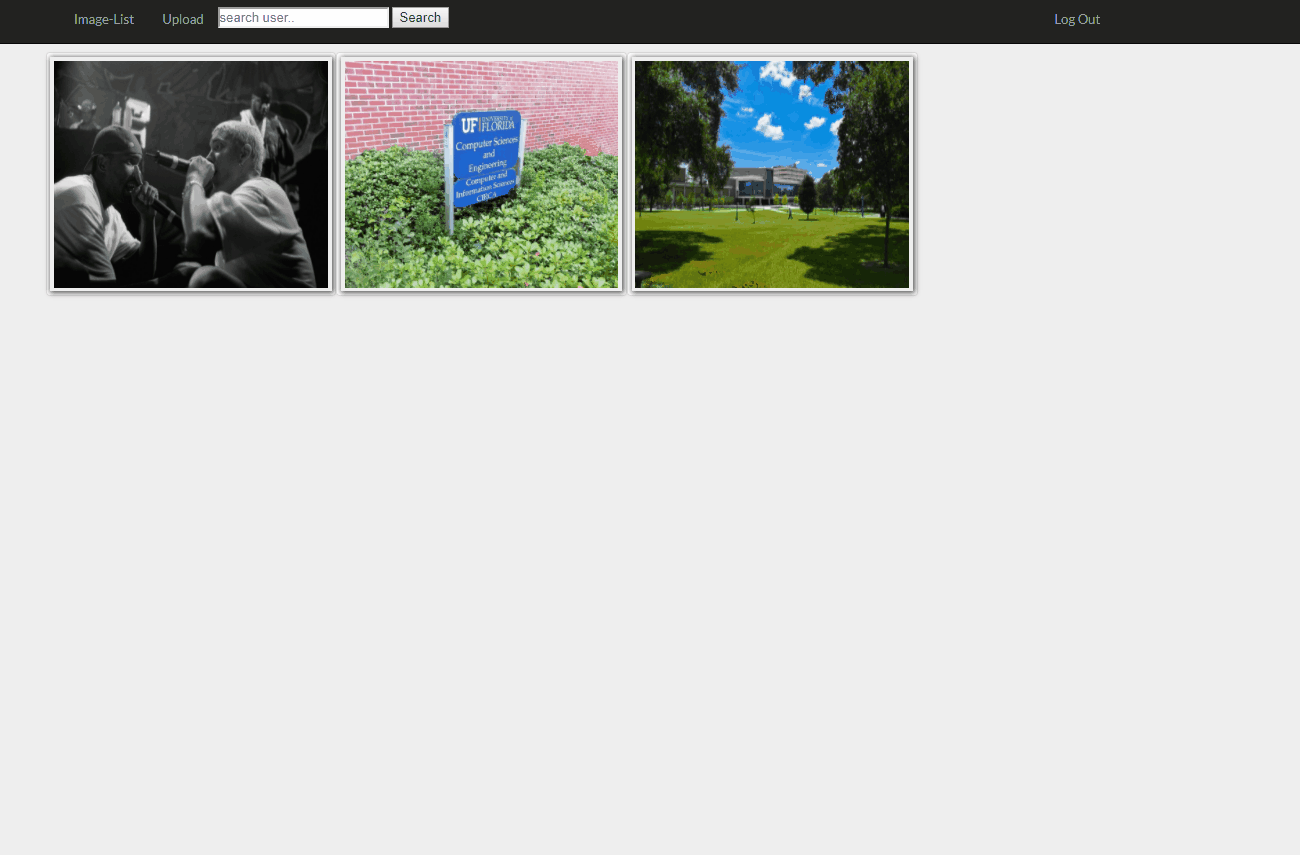 Image-List
Upload
search user..
Search
Log Out
UF UNIVERSITY of FLORIDA
Computer Sciences
and
Engineering
Computer and
Information Sciences
CIRCA